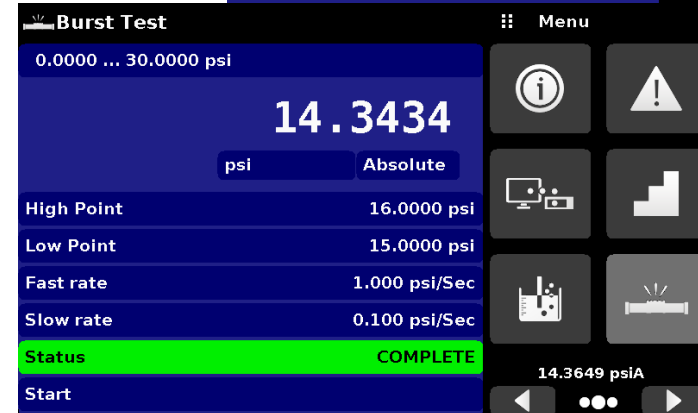 Burst Test
Menu
0.0000 ... 30.0000 psi
14.3434
psi Absolute
High Point 16.0000 psi
Low Point 15.0000 psi
Fast rate 1.000 psi/Sec
Slow rate 0.100 psi/Sec
Status COMPLETE
Start
14.3649 psiA